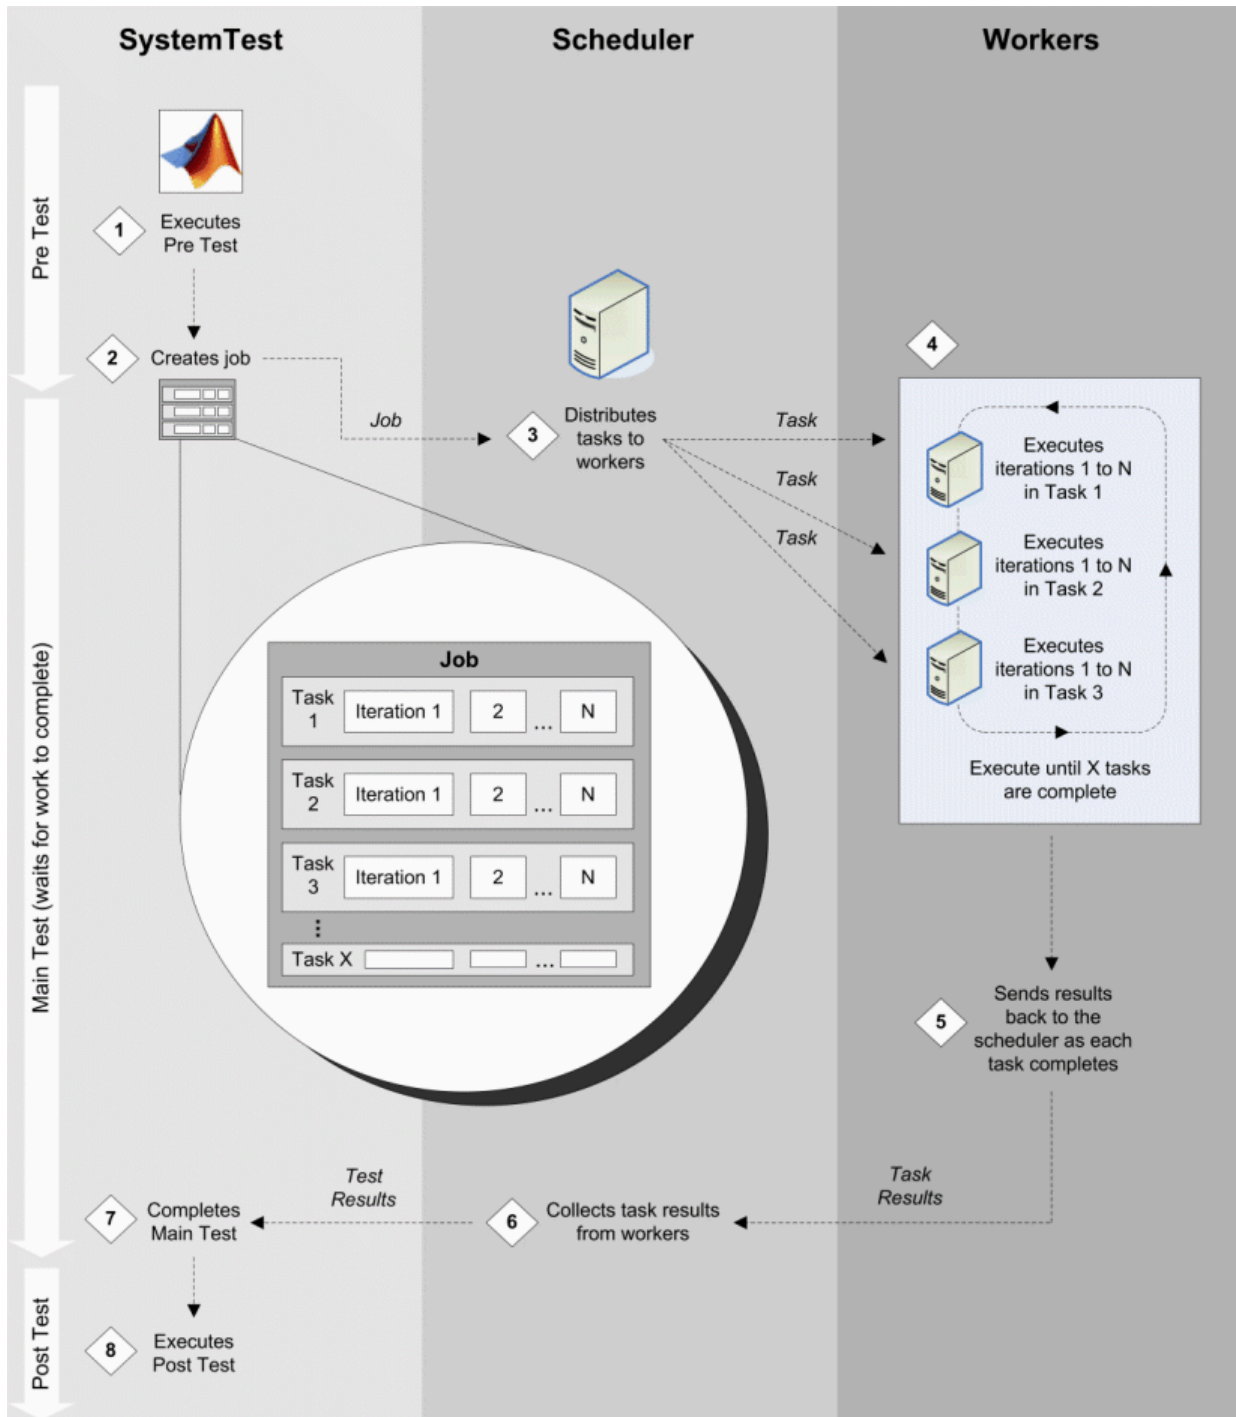 SystemTest
Scheduler
Workers
Pre Test
1
Executes
Pre Test
2
Creates job
Job
3
Distributes
tasks to
workers
Task
Task
Task
4
Executes
iterations 1 to N
in Task 1
Executes
iterations 1 to N
in Task 2
Executes
iterations 1 to N
in Task 3
Execute until X tasks
are complete
Main Test (waits for work to complete)
Job
Task
1
Iteration 1
2
...
N
Task
2
Iteration 1
2
...
N
Task
3
Iteration 1
2
...
N
Task X
...
5
Sends results
back to the
scheduler as each
task completes
Task
Results
6
Collects task results
from workers
Test
Results
7
Completes
Main Test
Post Test
8
Executes
Post Test